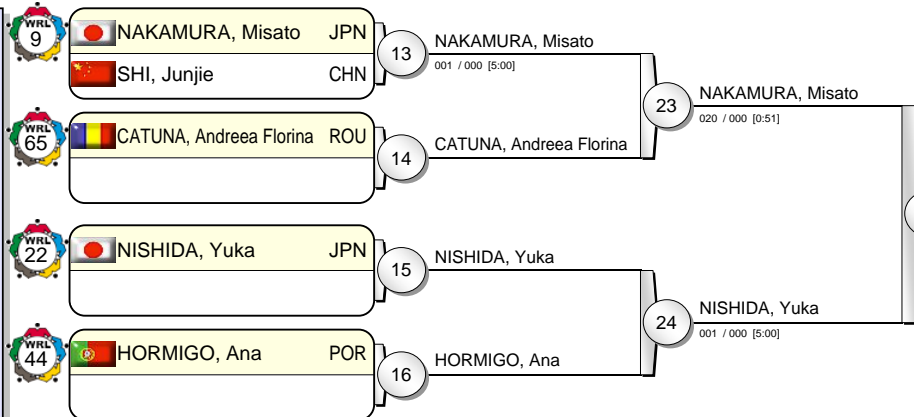 WRL
9
NAKAMURA, Misato JPN
SHI, Junjie CHN
13
NAKAMURA, Misato
001 / 000 [5:00]
WRL
65
CATUNA, Andreea Florina ROU
14
CATUNA, Andreea Florina
23
NAKAMURA, Misato
020 / 000 [0:51]
WRL
22
NISHIDA, Yuka JPN
15
NISHIDA, Yuka
WRL
44
HORMIGO, Ana POR
16
HORMIGO, Ana
24
NISHIDA, Yuka
001 / 000 [5:00]